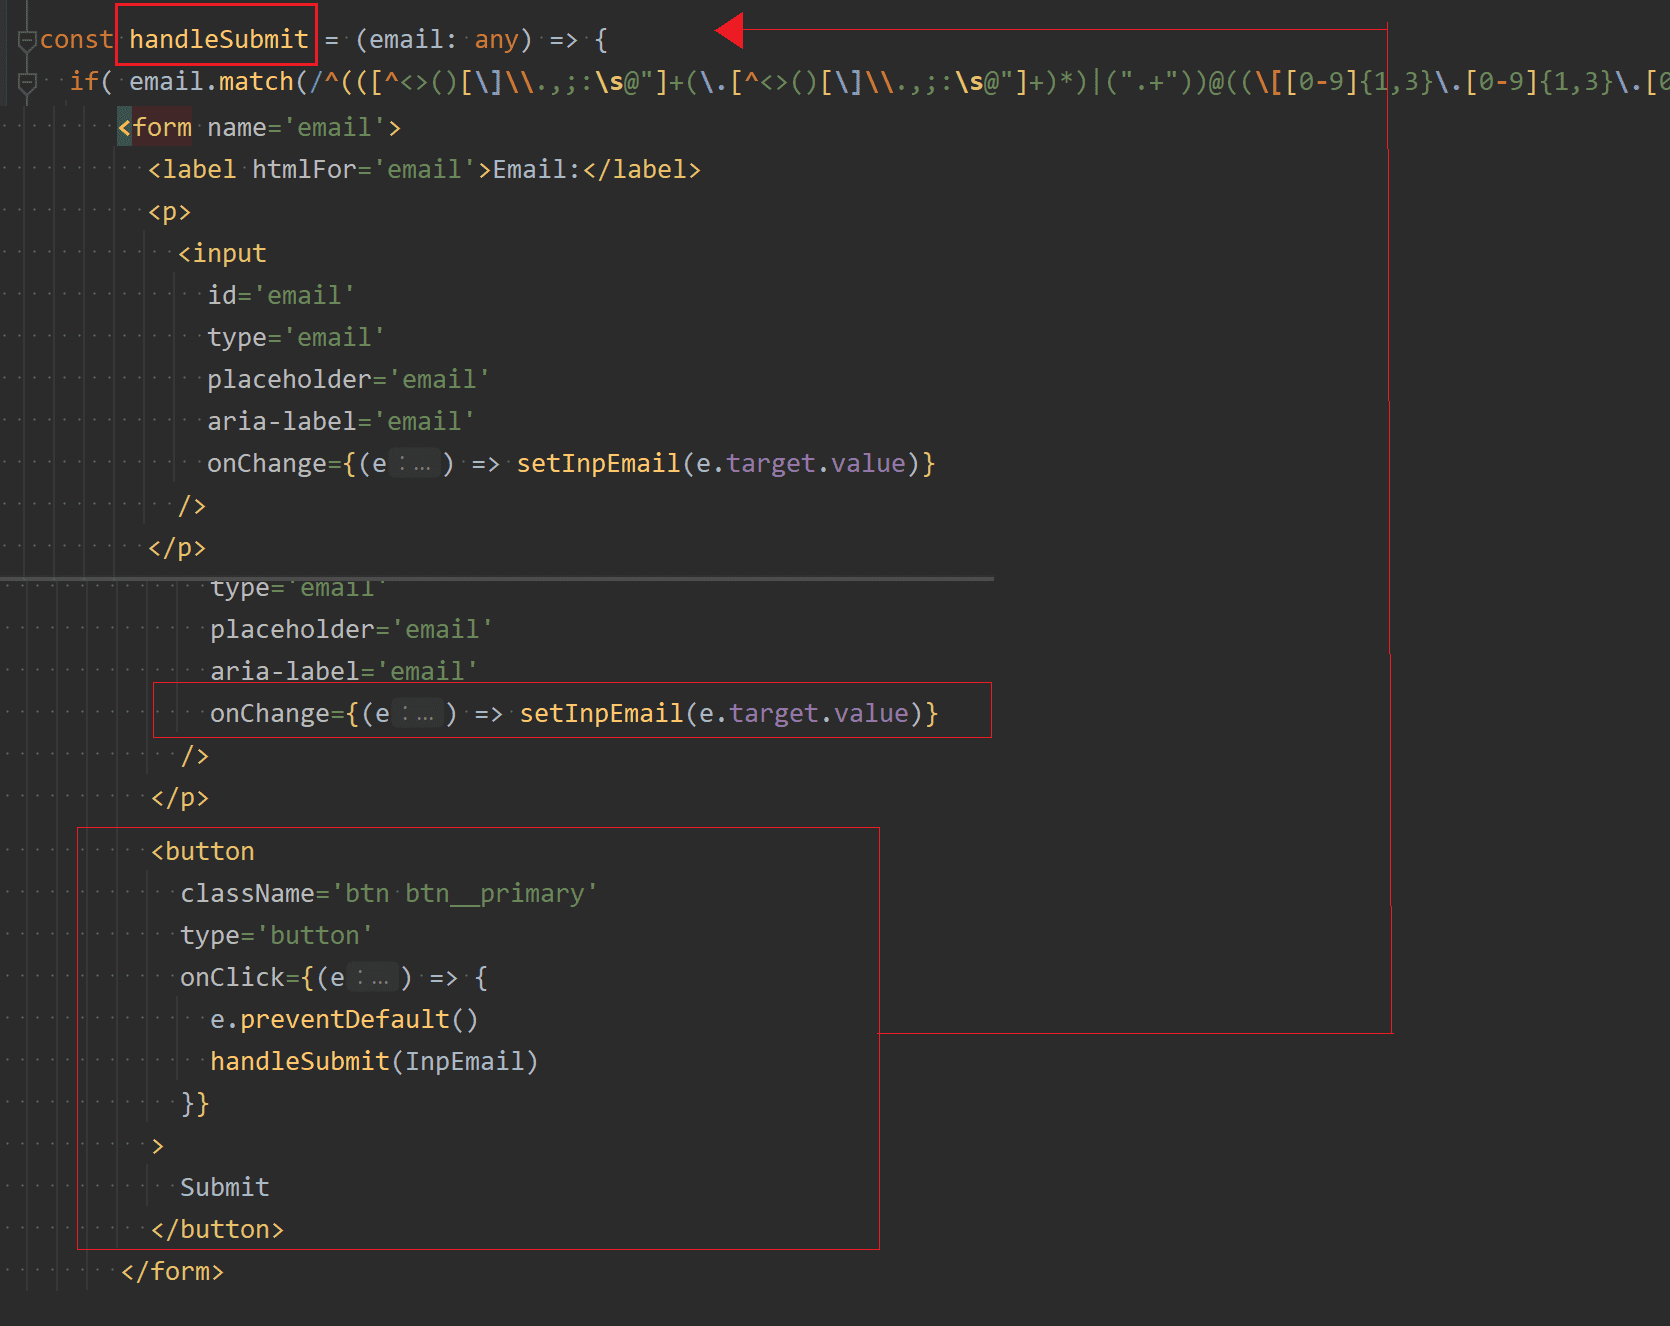 const handleSubmit = (email: any) => {
if( email.match(/^(([^<>()[\]\\.,;:\s@"]+(\.[^<>()[\]\\.,;:\s@"]+)*)|(".+"))@((\[[0-9]{1,3}\.[0-9]{1,3}\.[0
<form name='email'>
<label htmlFor='email'>Email:</label>
<p>
<input
id='email'
type='email'
placeholder='email'
aria-label='email'
onChange={(e:...) => setInpEmail(e.target.value)}
/>
</p>
type='email'
placeholder='email'
aria-label='email'
onChange={(e:...) => setInpEmail(e.target.value)}
/>
</p>
<button
className='btn btn__primary'
type='button'
onClick={(e:...) => {
e.preventDefault()
handleSubmit(InpEmail)
}}
>
Submit
</button>
</form>